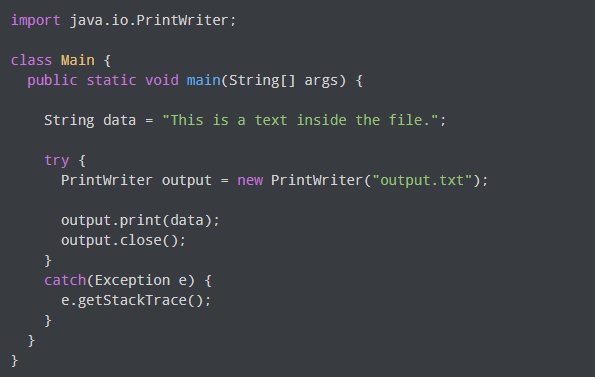 import java.io.PrintWriter;
class Main {
public static void main(String[] args) {
String data = "This is a text inside the file.";
try {
PrintWriter output = new PrintWriter("output.txt");
output.print(data);
output.close();
}
catch(Exception e) {
e.getStackTrace();
}
}
}